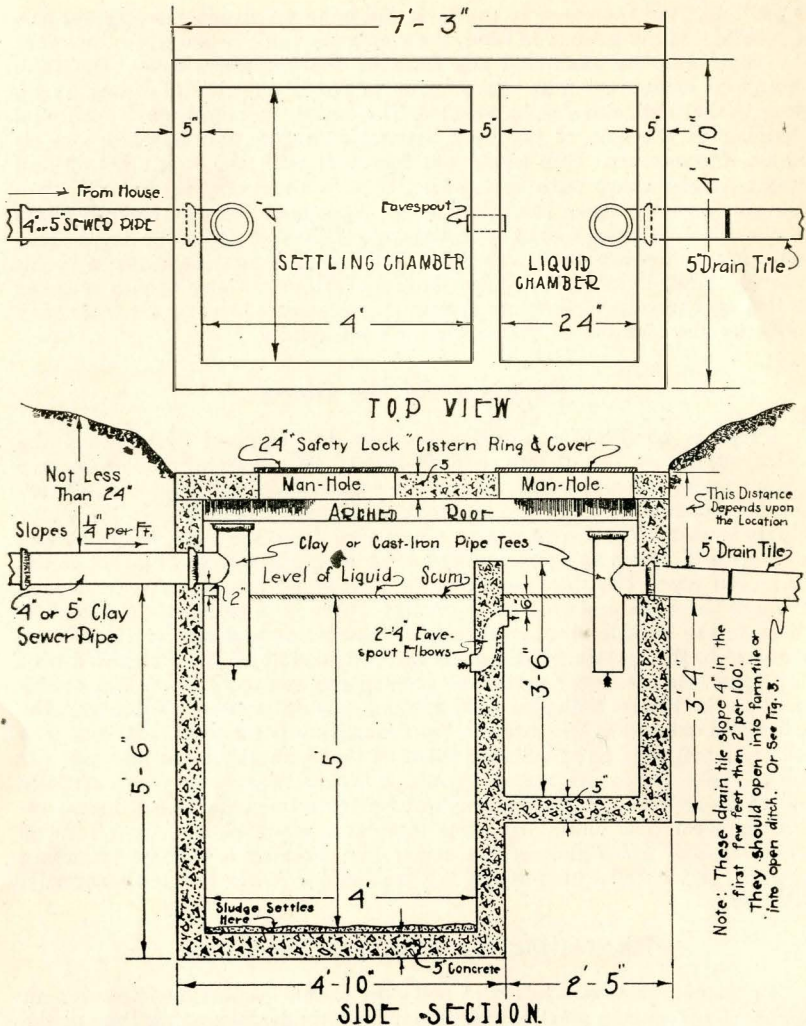 7'- 3"
5"
5"
5"
4'-10"
From House.
4" or 5" SEWER PIPE
4'
Eavespout
SETTLING CHAMBER
LIQUID
CHAMBER
5" Drain Tile
4'
24"
TOP VIEW
24" "Safety Lock" Cistern Ring & Cover
Not Less
Than 24"
Man-Hole.
5"
Man-Hole.
This Distance
Depends upon
the Location
ARCHED ROOF
Slopes 1/4" per Ft.
Clay or Cast-Iron Pipe Tees
5" Drain Tile
Level of Liquid
Scum
4" or 5" Clay
Sewer Pipe
2"
6"
2-4" Eave-
spout Elbows
3'-6"
3'-4"
5'-6"
5'
5"
Note: These drain tile slope 4" in the
first few feet-then 2" per 100'.
They should open into farm tile or
into open ditch. Or See Fig. 3.
4'
Sludge Settles
Here
5" Concrete
4'-10"
2'-5"
SIDE-SECTION.